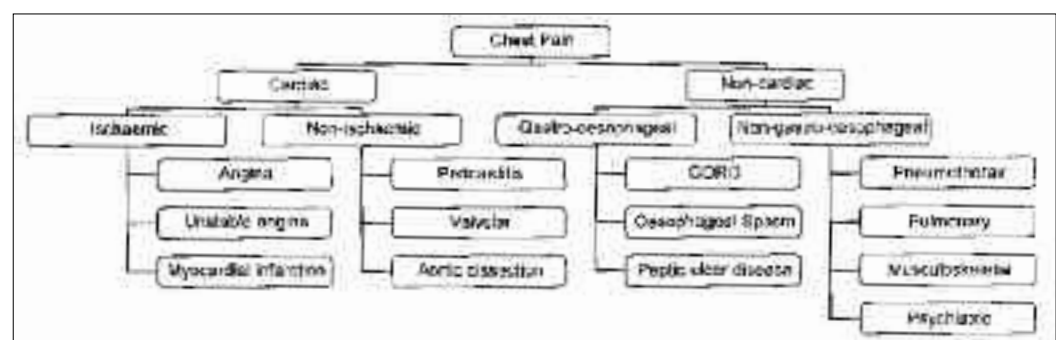 Chest Pain
Cardiac
Non-cardiac
Ischaemic
Non-ischaemic
Gastro-oesophageal
Non-gastro-oesophageal
Angina
Unstable angina
Myocardial infarction
Pericarditis
Valvular
Aortic dissection
GORD
Oesophageal Spasm
Peptic ulcer disease
Pneumothorax
Pulmonary
Musculoskeletal
Psychiatric